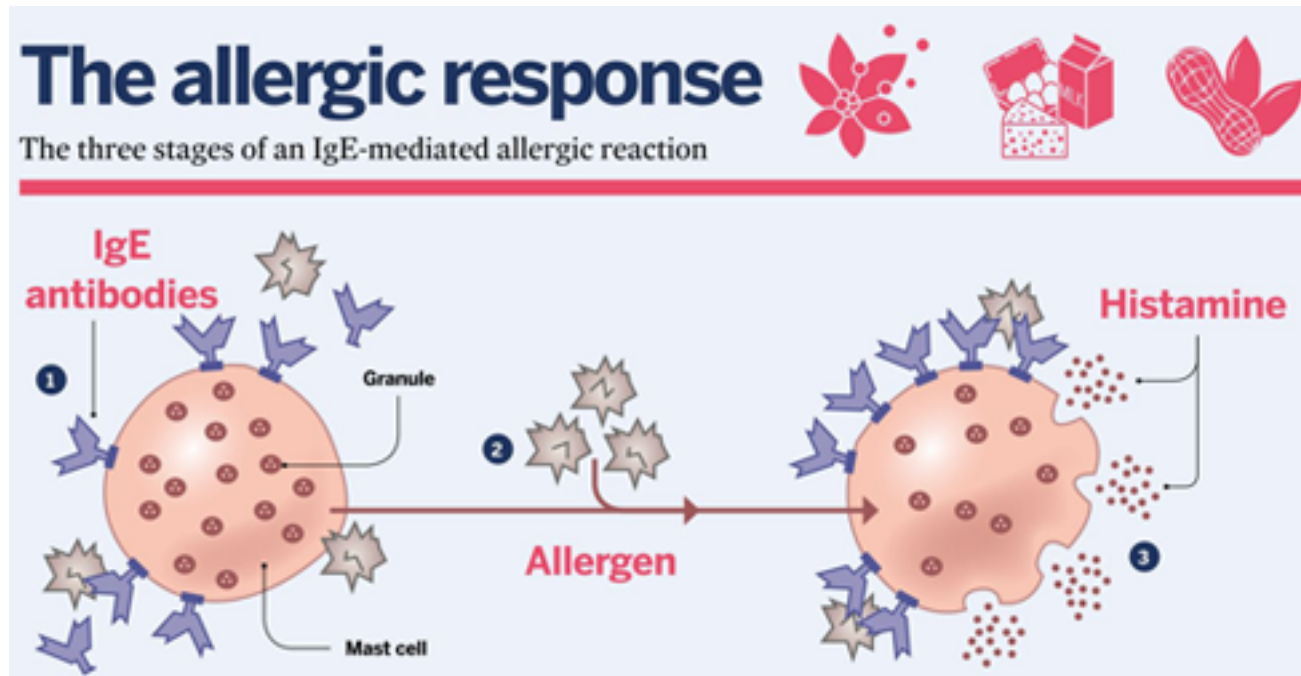 The allergic response
The three stages of an IgE-mediated allergic reaction
MILK
IgE
antibodies
1
Granule
Mast cell
2
Allergen
Histamine
3